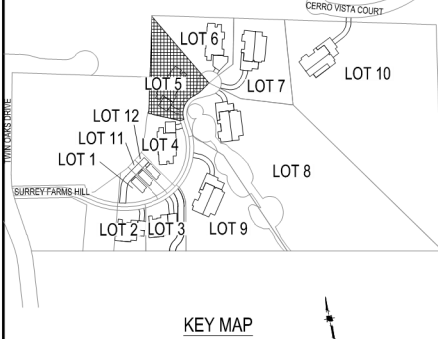 CERRO VISTA COURT
LOT 6
LOT 10
LOT 7
LOT 5
TWIN OAKS DRIVE
LOT 12
LOT 11
LOT 4
LOT 1
LOT 8
SURREY FARMS HILL
LOT 2
LOT 3
LOT 9
KEY MAP